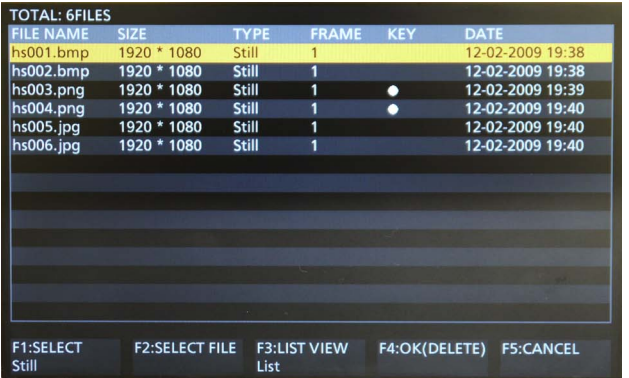 TOTAL: 6FILES
FILE NAME SIZE TYPE FRAME KEY DATE
hs001.bmp 1920 * 1080 Still 1 12-02-2009 19:38
hs002.bmp 1920 * 1080 Still 1 12-02-2009 19:38
hs003.png 1920 * 1080 Still 1 ● 12-02-2009 19:39
hs004.png 1920 * 1080 Still 1 ● 12-02-2009 19:40
hs005.jpg 1920 * 1080 Still 1 12-02-2009 19:40
hs006.jpg 1920 * 1080 Still 1 12-02-2009 19:40
F1:SELECT F2:SELECT FILE F3:LIST VIEW F4:OK(DELETE) F5:CANCEL
Still List